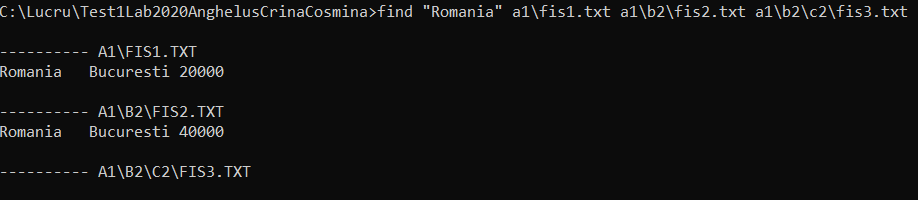 C:\Lucru\Test1Lab2020AnghelusCrinaCosmina>find "Romania" a1\fis1.txt a1\b2\fis2.txt a1\b2\c2\fis3.txt
---------- A1\FIS1.TXT
Romania   Bucuresti 20000
---------- A1\B2\FIS2.TXT
Romania   Bucuresti 40000
---------- A1\B2\C2\FIS3.TXT